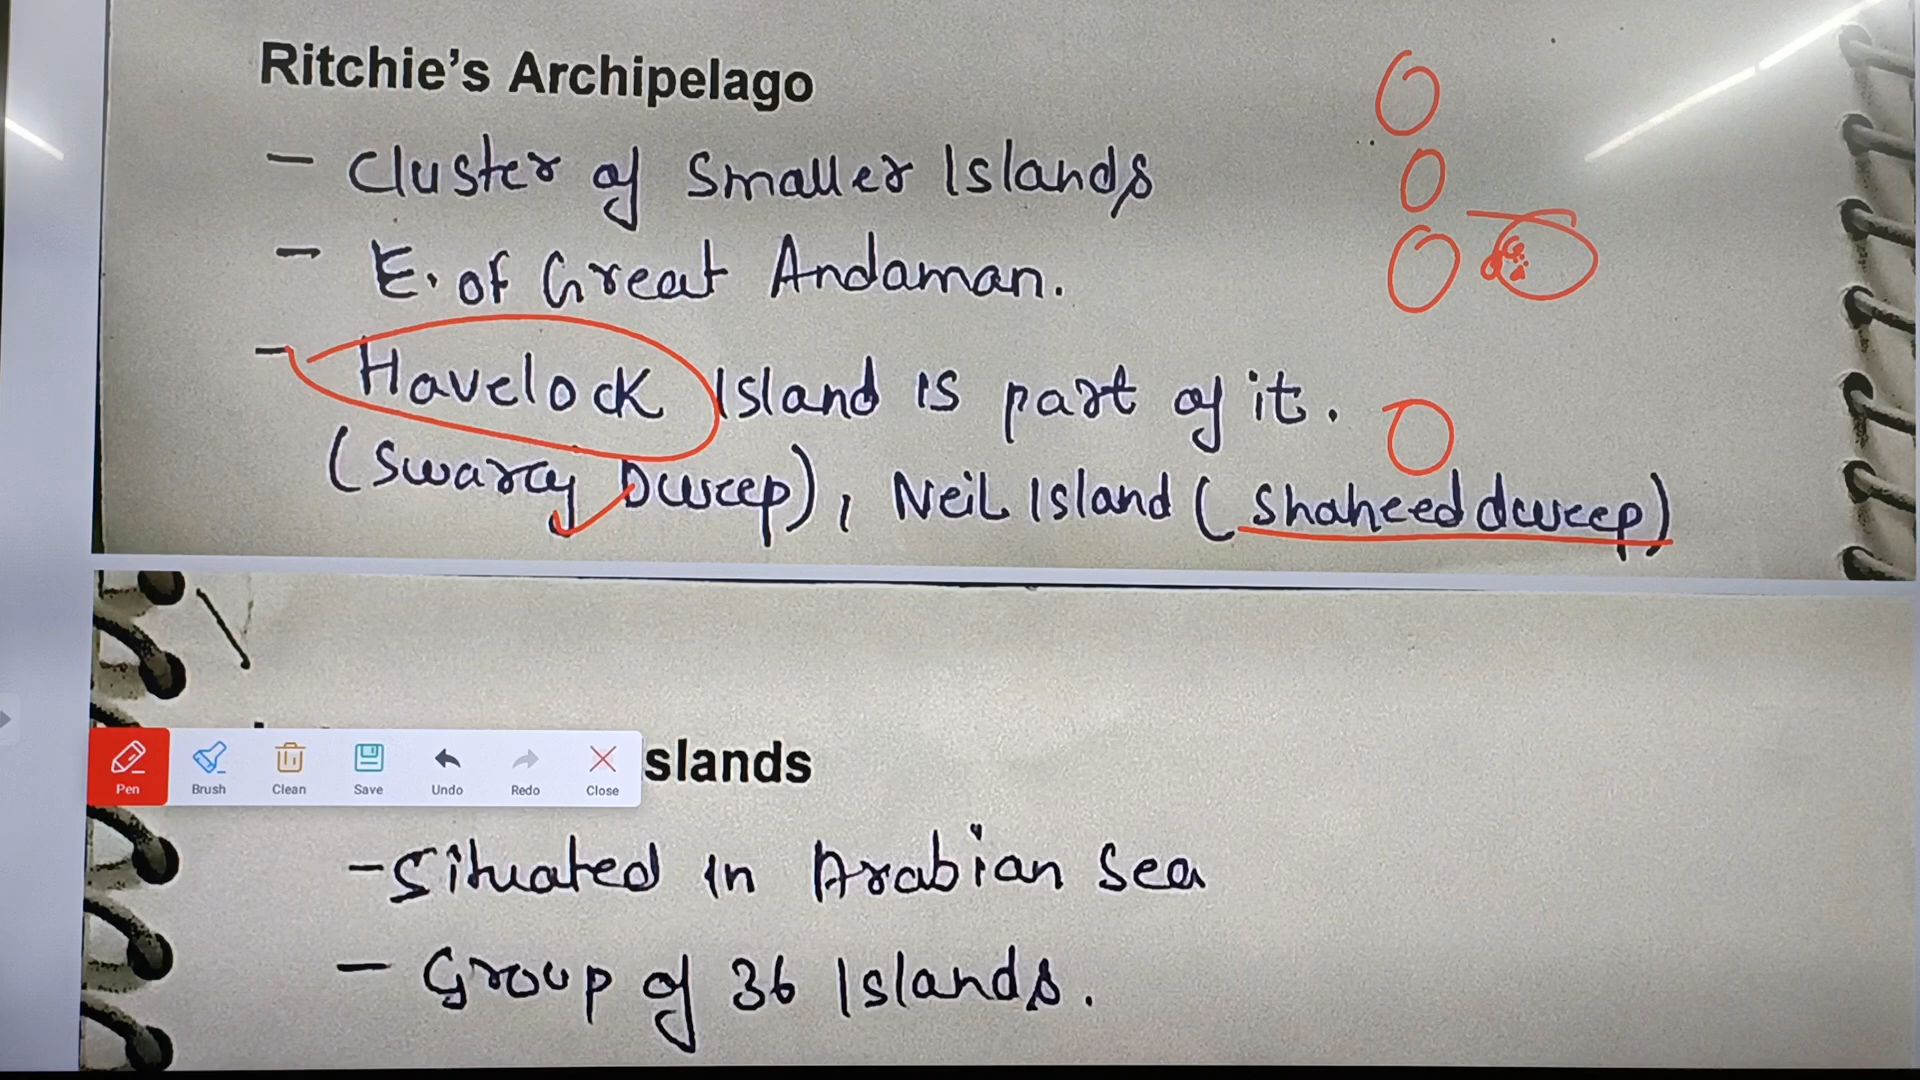 Ritchie's Archipelago
- Cluster of Smaller Islands
- E. of Great Andaman.
- Havelock Island is part of it.
(Swaraj Dweep), Neil Island (Shaheed dweep)
slands
Pen Brush Clean Save Undo Redo Close
- Situated in Arabian Sea
- Group of 36 Islands.